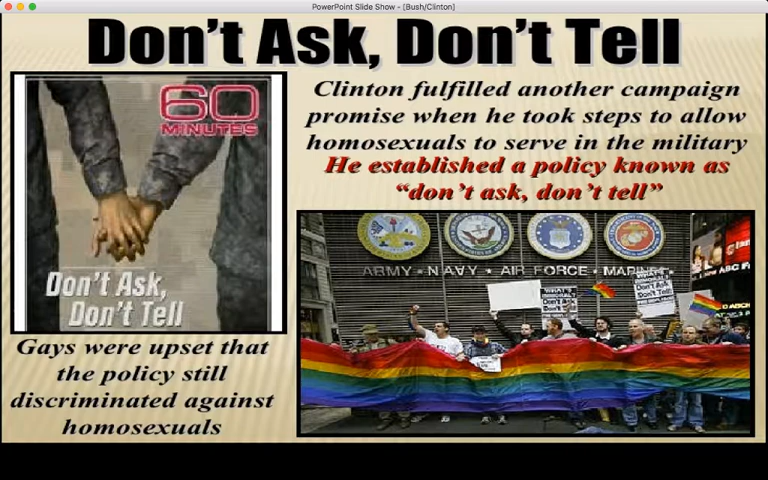 PowerPoint Slide Show - [Bush/Clinton]
Don't Ask, Don't Tell
60
MINUTES
Don't Ask,
Don't Tell
Clinton fulfilled another campaign
promise when he took steps to allow
homosexuals to serve in the military
He established a policy known as
“don't ask, don't tell”
ARMY • NAVY • AIR FORCE • MARINES
Gays were upset that
the policy still
discriminated against
homosexuals